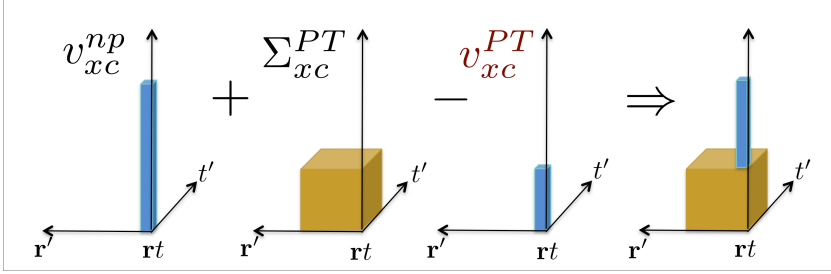 v_{xc}^{np} + Σ_{xc}^{PT} − v_{xc}^{PT} ⇒
t′ t′ t′ t′
r′ rt r′ rt r′ rt r′ rt